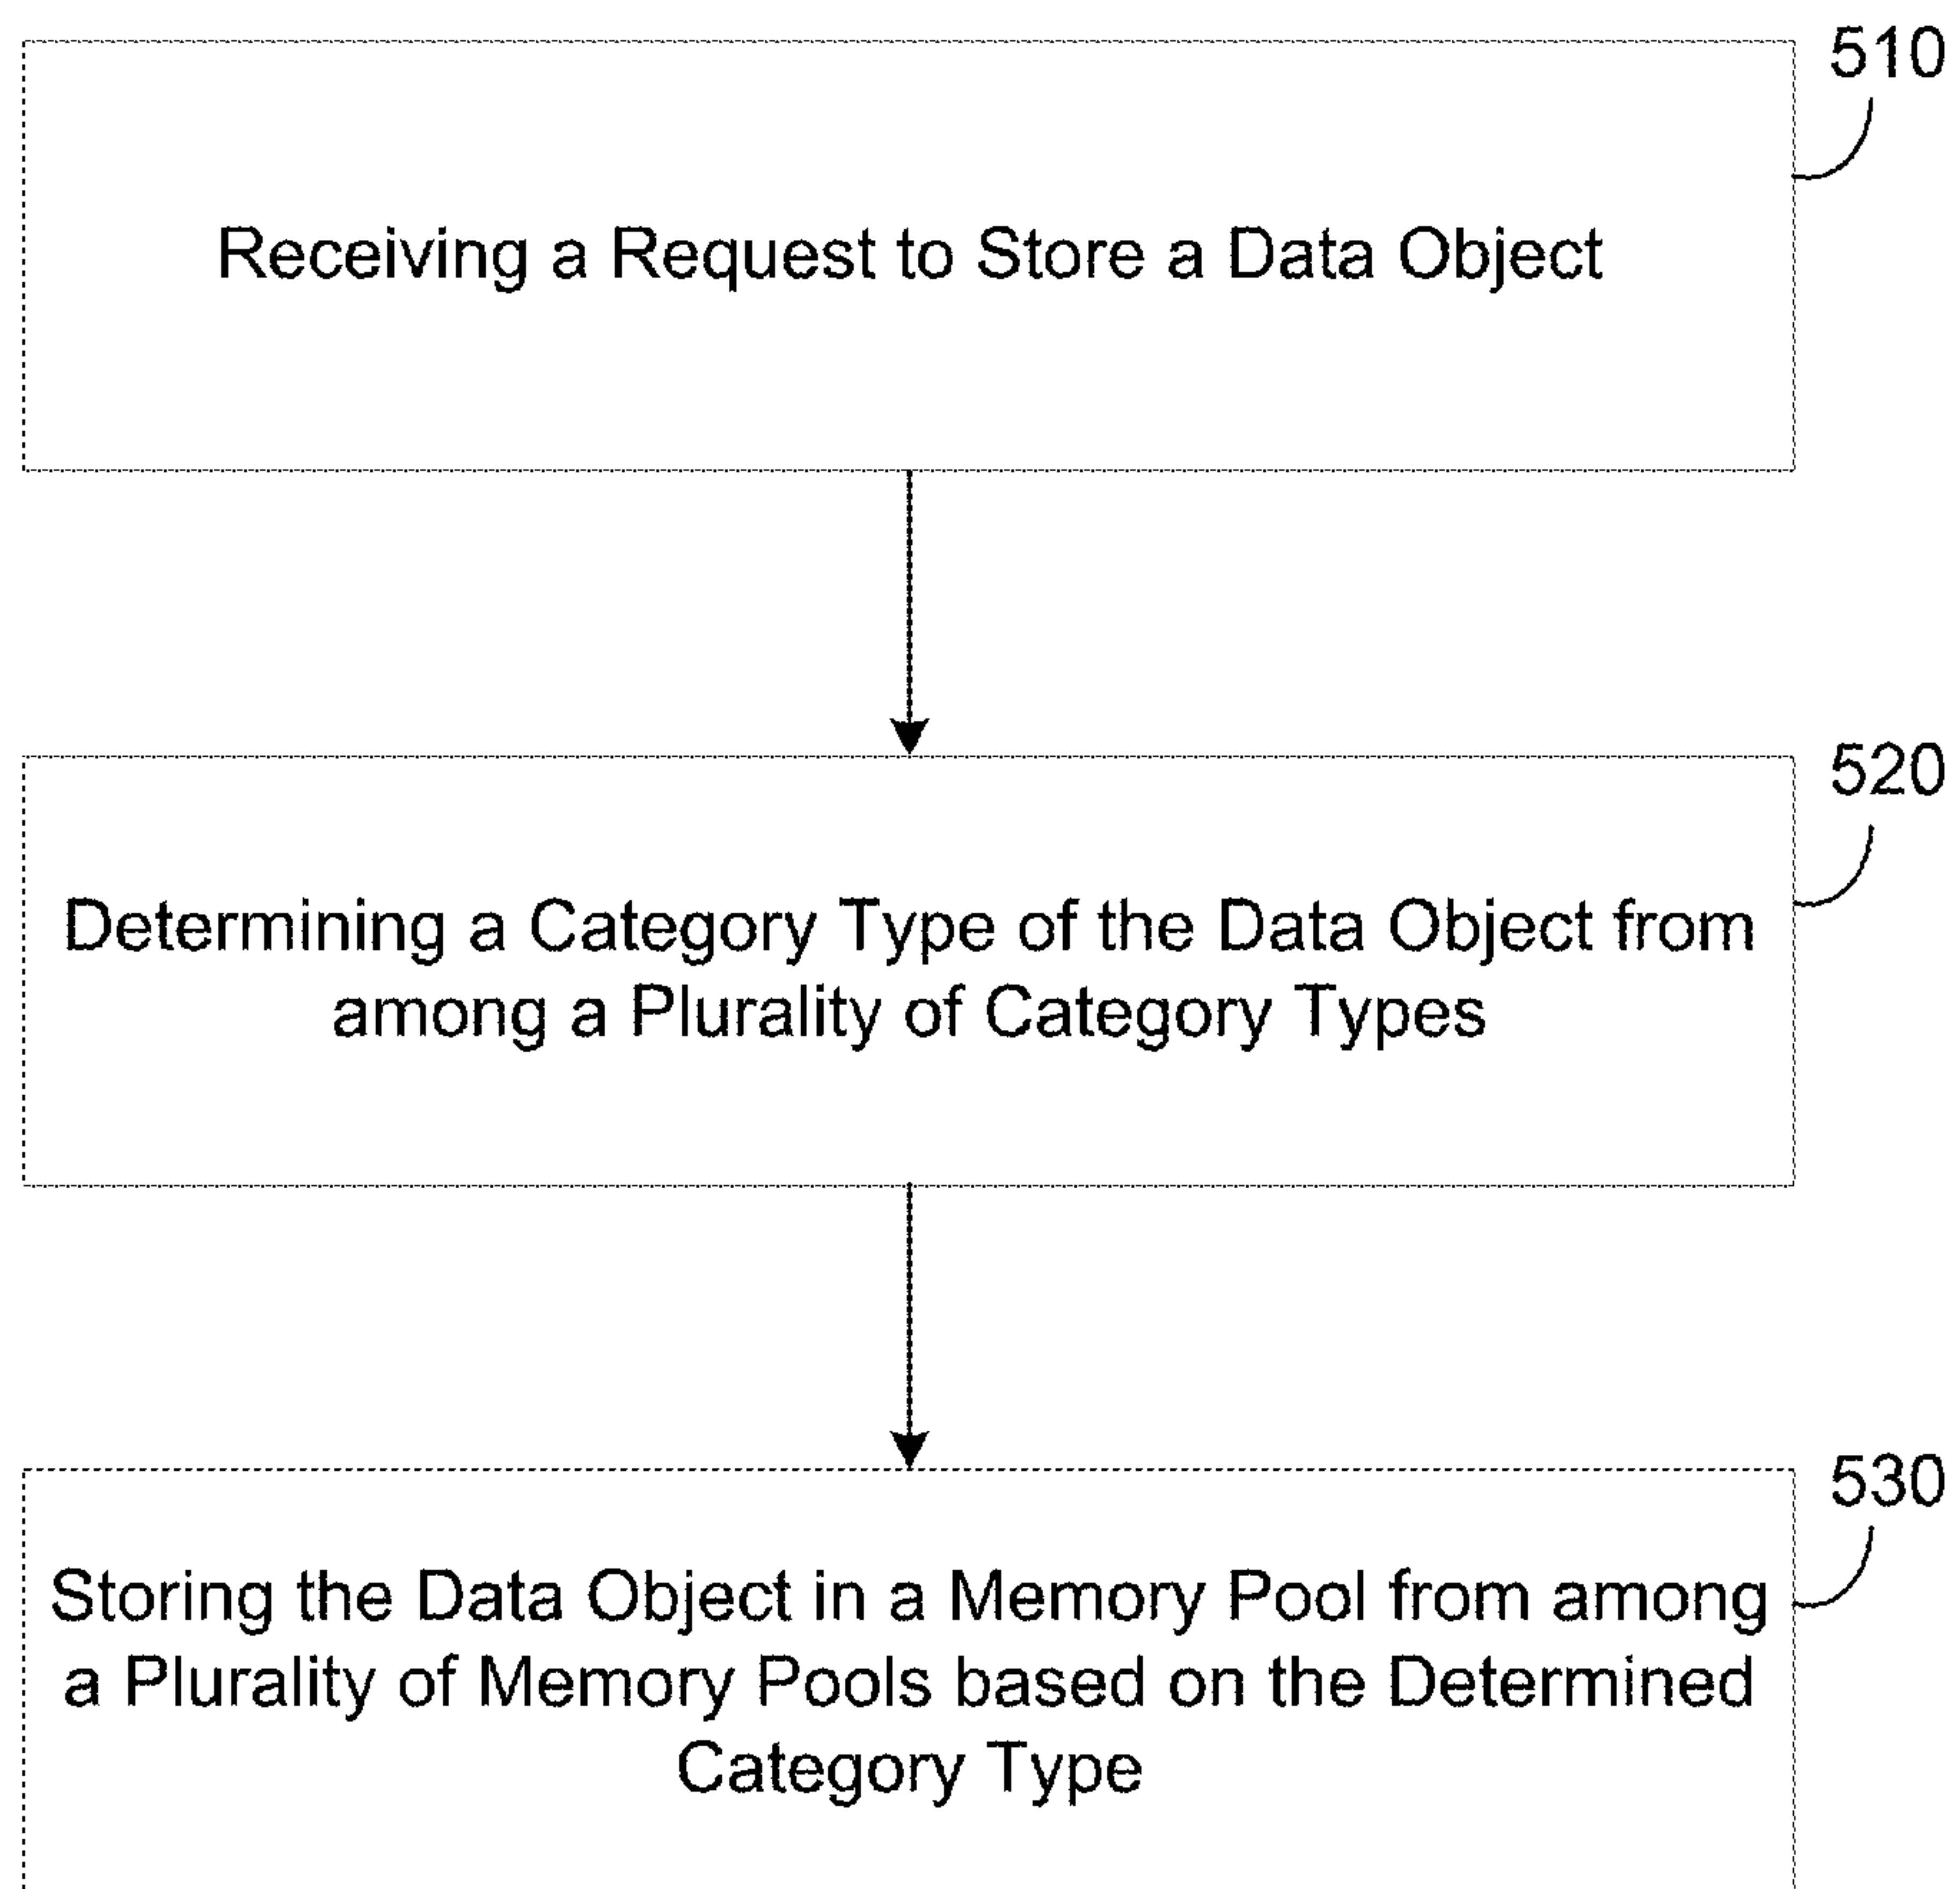 510
Receiving a Request to Store a Data Object
520
Determining a Category Type of the Data Object from
among a Plurality of Category Types
530
Storing the Data Object in a Memory Pool from among
a Plurality of Memory Pools based on the Determined
Category Type